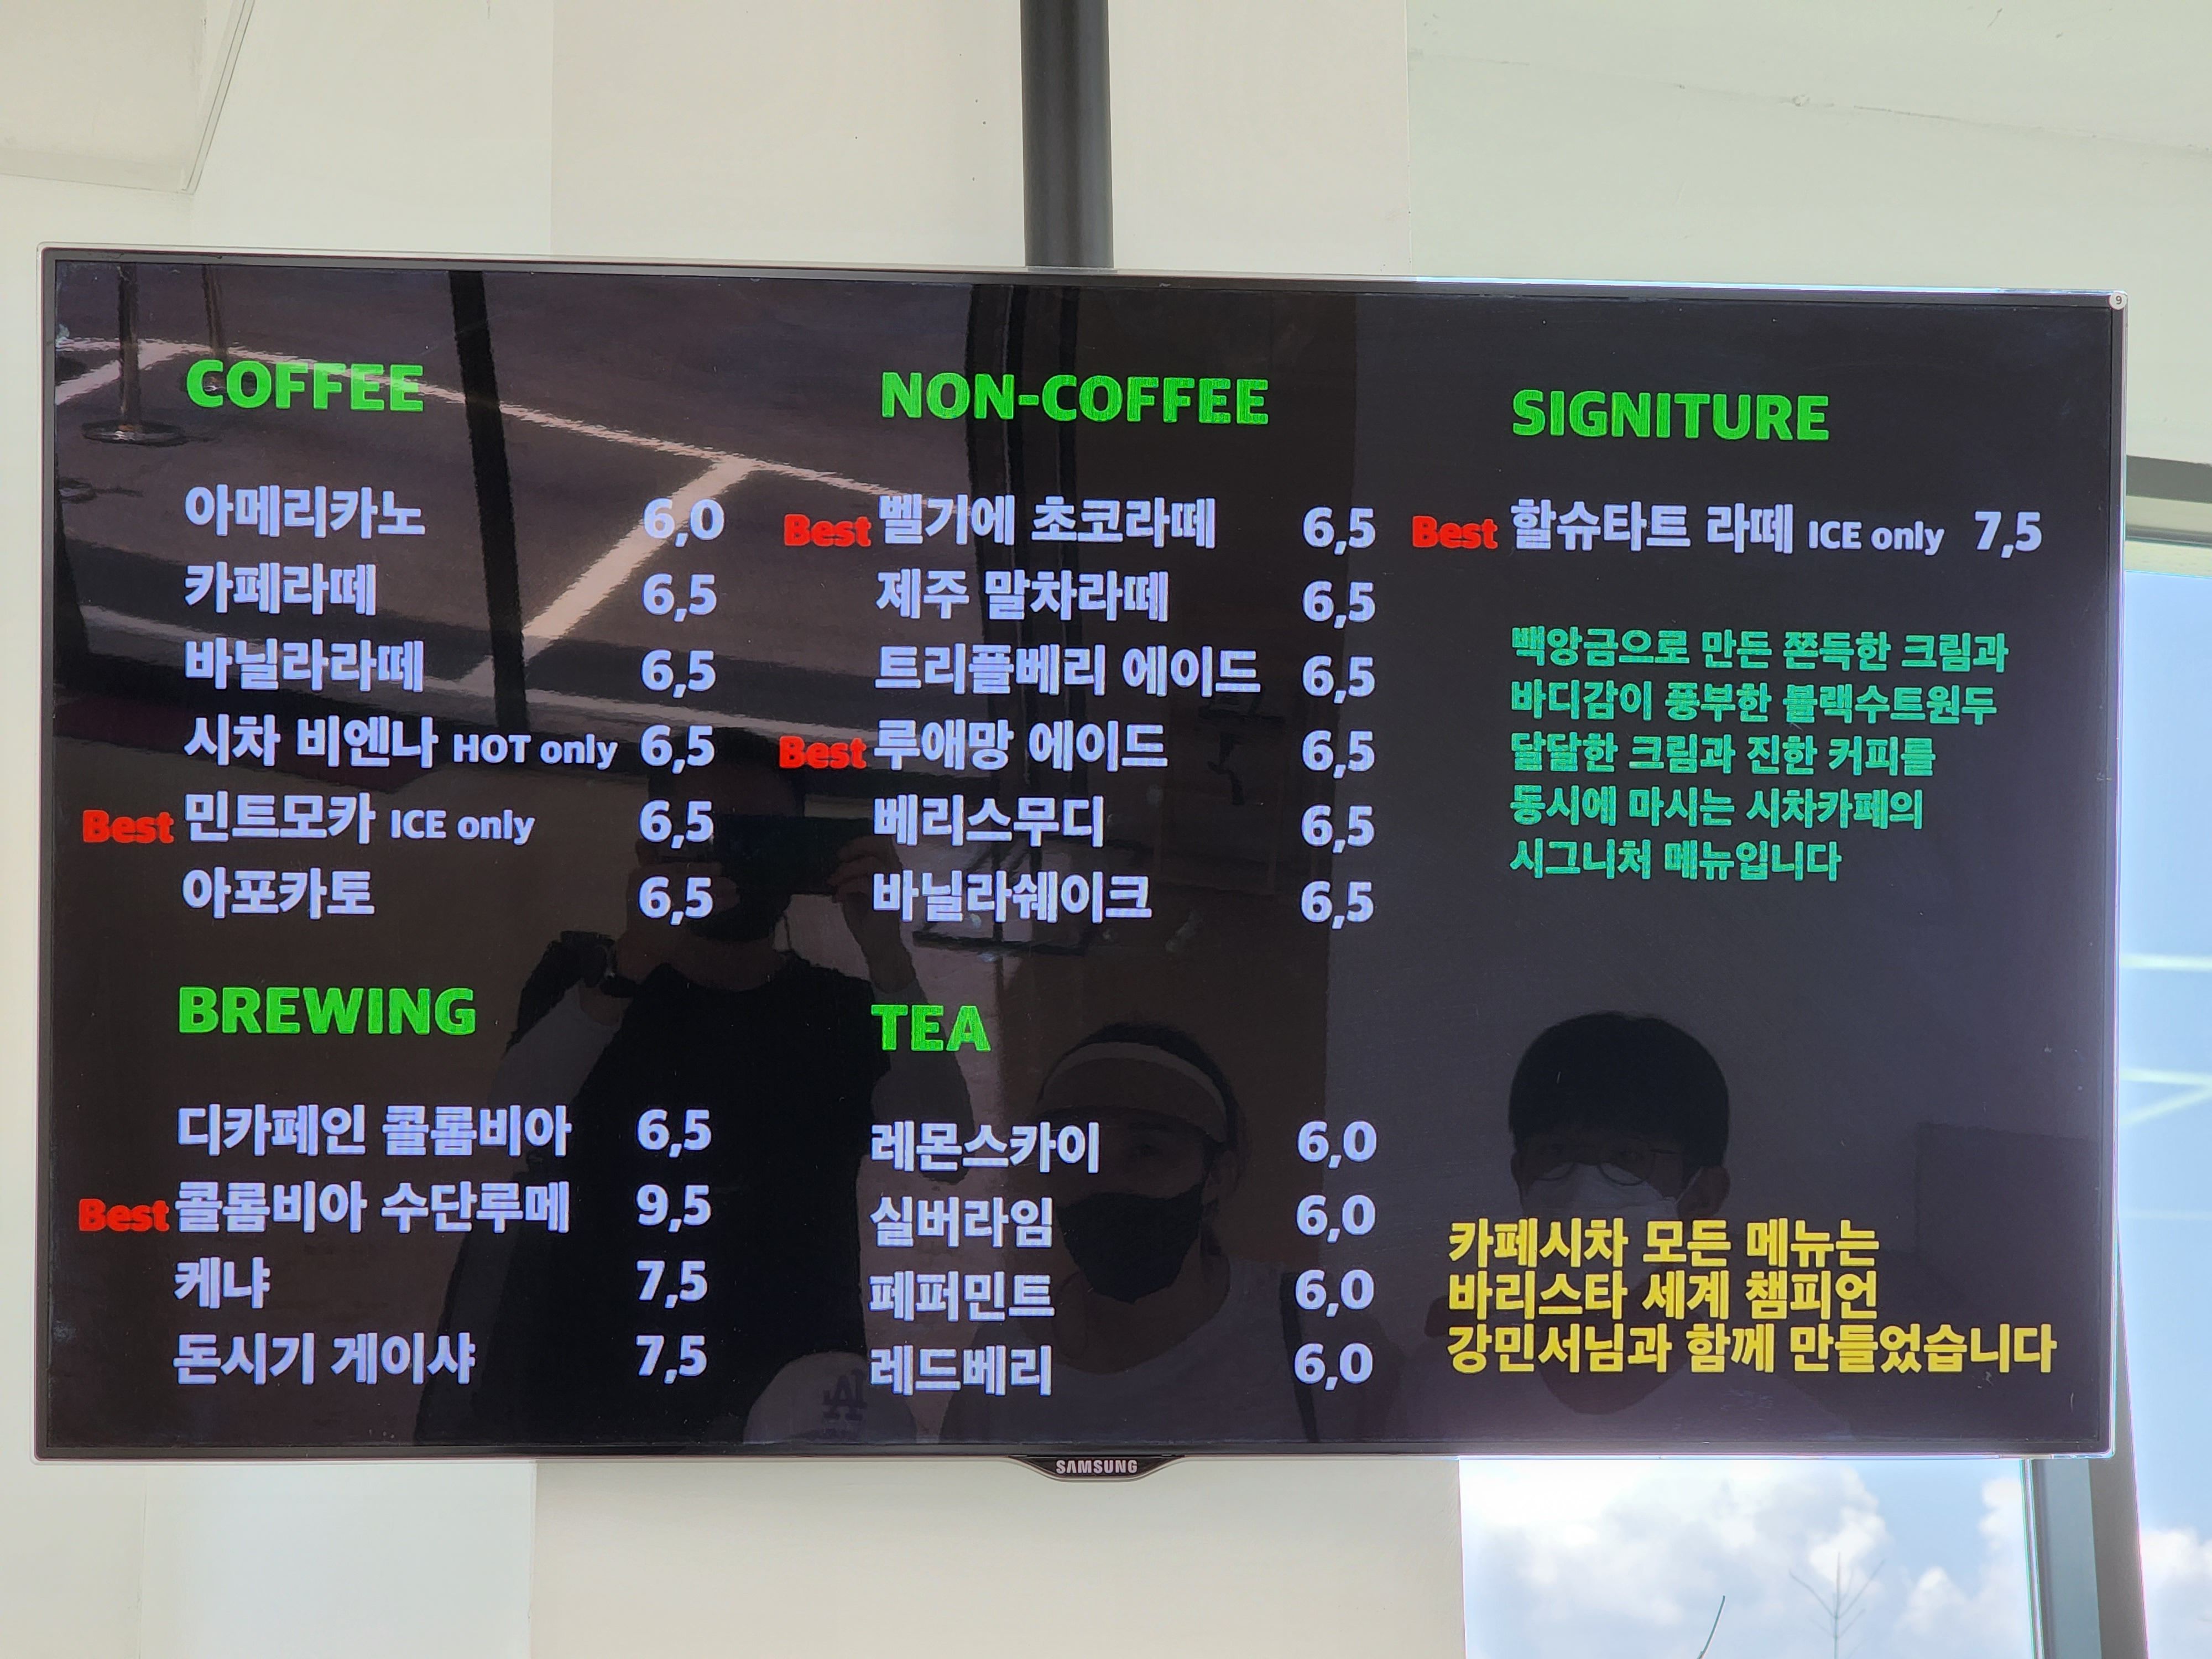 COFFEE
아메리카노 6,0
카페라떼 6,5
바닐라라떼 6,5
시차 비엔나 HOT only 6,5
Best 민트모카 ICE only 6,5
아포카토 6,5
BREWING
디카페인 콜롬비아 6,5
Best 콜롬비아 수단루메 9,5
케냐 7,5
돈시기 게이샤 7,5
NON-COFFEE
Best 벨기에 초코라떼 6,5
제주 말차라떼 6,5
트리플베리 에이드 6,5
Best 루애망 에이드 6,5
베리스무디 6,5
바닐라쉐이크 6,5
TEA
레몬스카이 6,0
실버라임 6,0
페퍼민트 6,0
레드베리 6,0
SIGNITURE
Best 할슈타트 라떼 ICE only 7,5
백앙금으로 만든 쫀득한 크림과
바디감이 풍부한 블랙수트원두
달달한 크림과 진한 커피를
동시에 마시는 시차카페의
시그니처 메뉴입니다
카페시차 모든 메뉴는
바리스타 세계 챔피언
강민서님과 함께 만들었습니다
SAMSUNG
9
LA